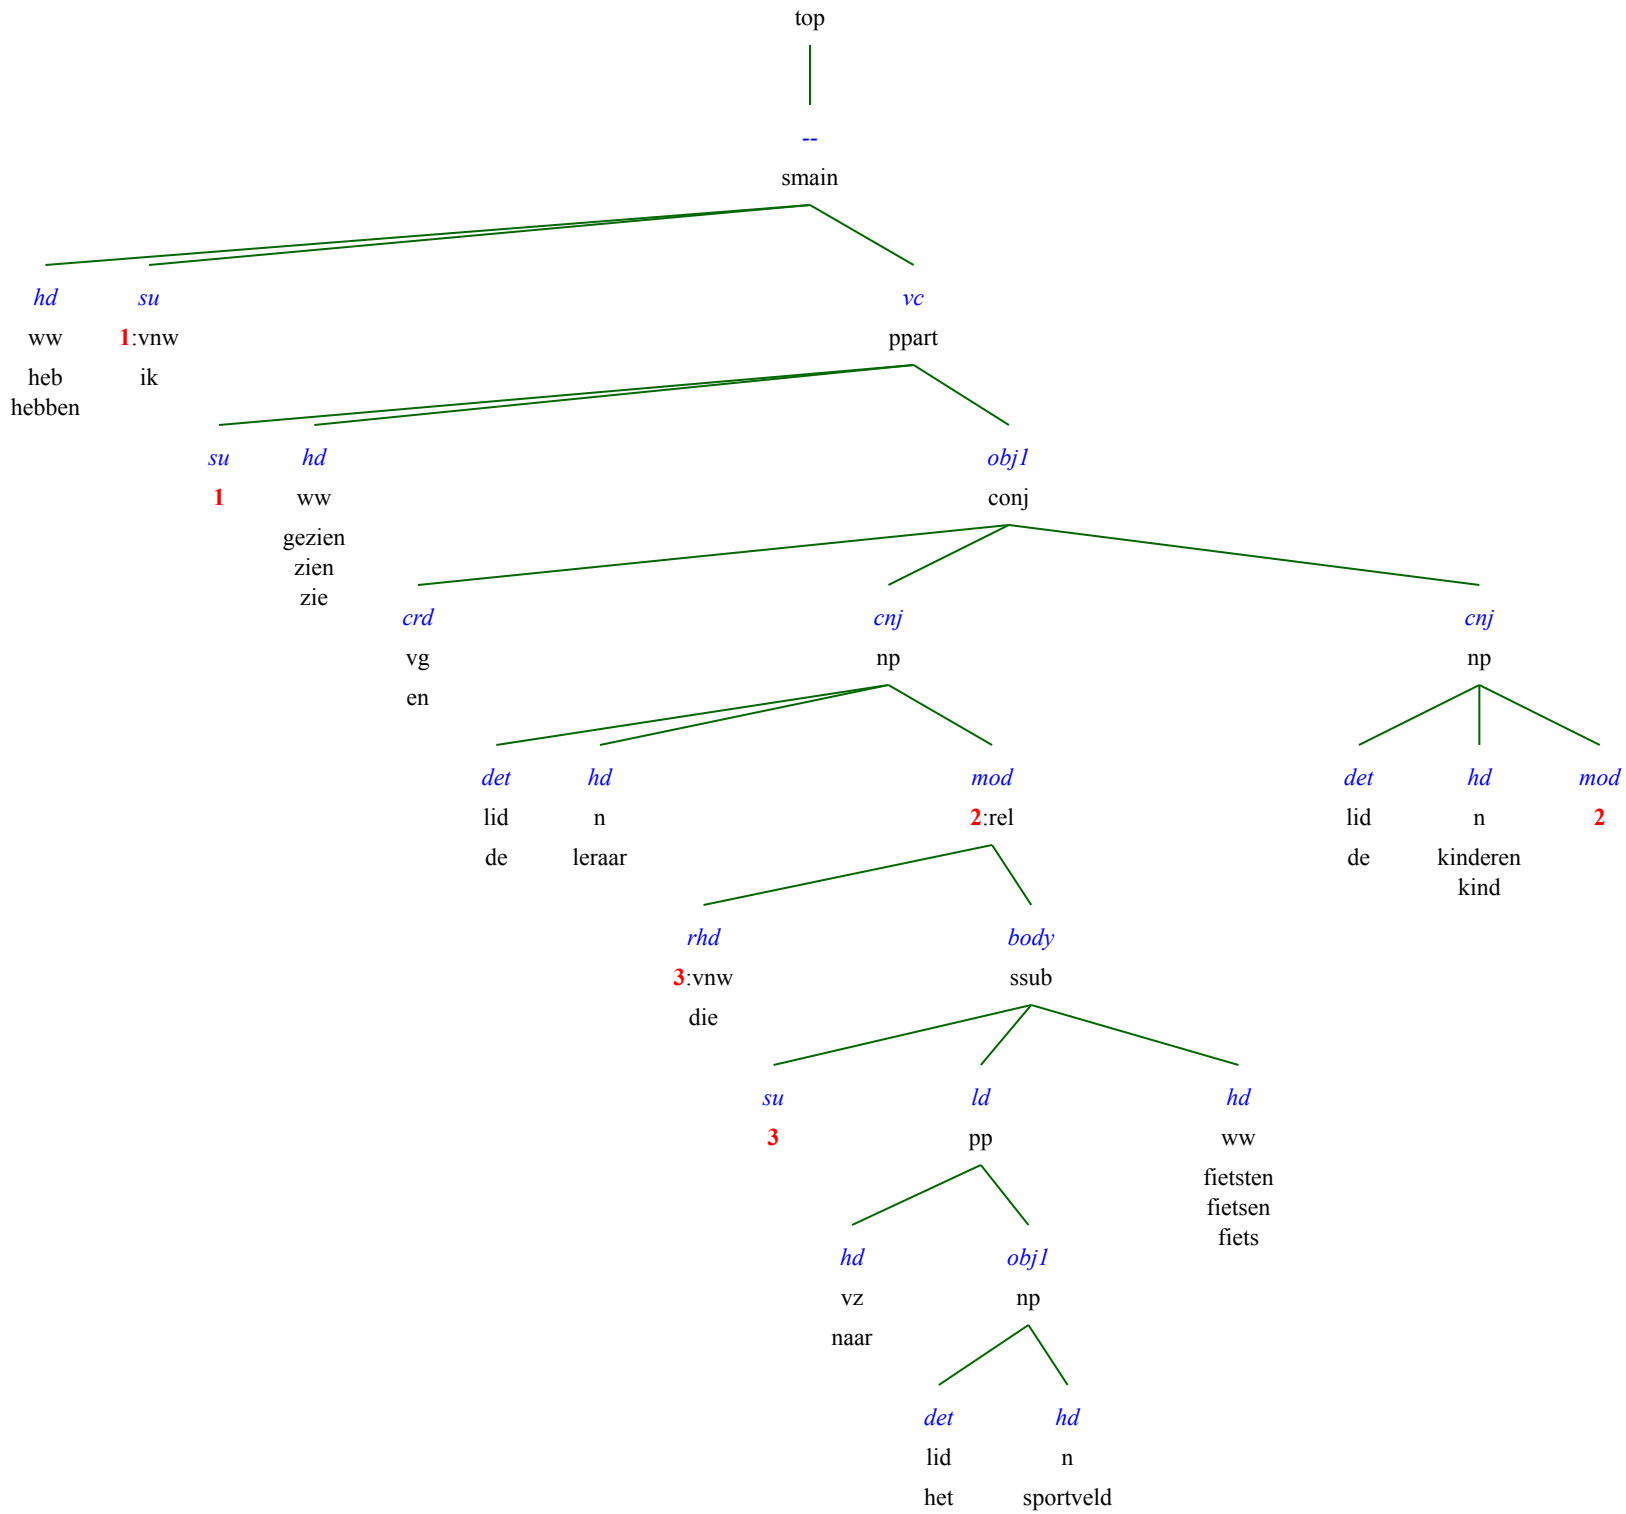 top
--
smain
hd su vc
ww 1:vnw ppart
heb ik
hebben
su hd obj1
1 ww conj
gezien
zien
zie
crd cnj cnj
vg np np
en
det hd mod det hd mod
lid n 2:rel lid n 2
de leraar de kinderen
kind
rhd body
3:vnw ssub
die
su ld hd
3 pp ww
fietsten
fietsen
fiets
hd obj1
vz np
naar
det hd
lid n
het sportveld